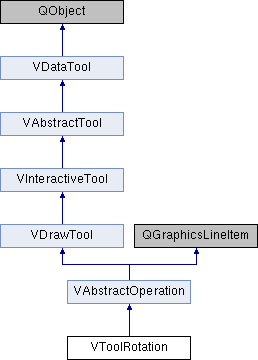 QObject
VDataTool
VAbstractTool
VInteractiveTool
VDrawTool
QGraphicsLineItem
VAbstractOperation
VToolRotation